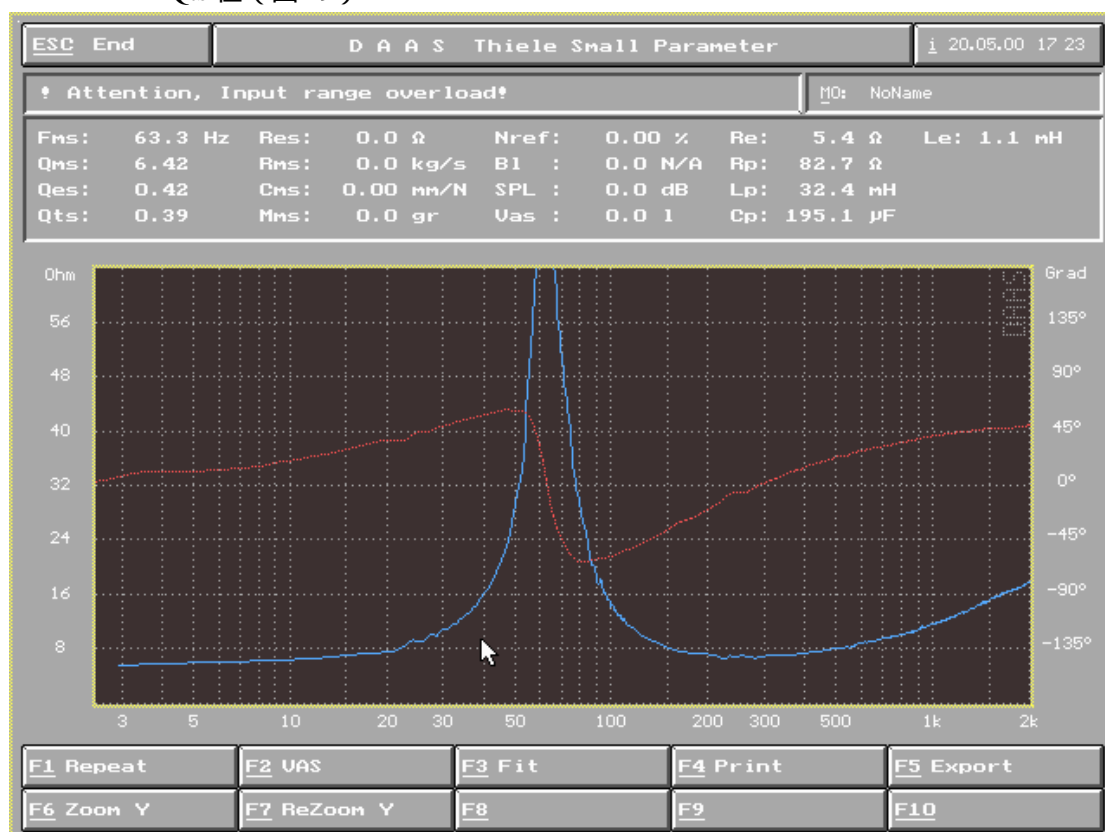 ESC End D A A S Thiele Small Parameter i 20.05.00 17 23
! Attention, Input range overload! MO: NoName
Fms: 63.3 Hz Res: 0.0 Ω Nref: 0.00 % Re: 5.4 Ω Le: 1.1 mH
Qms: 6.42 Rms: 0.0 kg/s Bl : 0.0 N/A Rp: 82.7 Ω
Qes: 0.42 Cms: 0.00 mm/N SPL : 0.0 dB Lp: 32.4 mH
Qts: 0.39 Mms: 0.0 gr Vas : 0.0 l Cp: 195.1 µF
Ohm Grad
DAAS
56 135°
48 90°
40 45°
32 0°
24 -45°
16 -90°
8 -135°
3 5 10 20 30 50 100 200 300 500 1k 2k
F1 Repeat F2 VAS F3 Fit F4 Print F5 Export
F6 Zoom Y F7 ReZoom Y F8 F9 F10